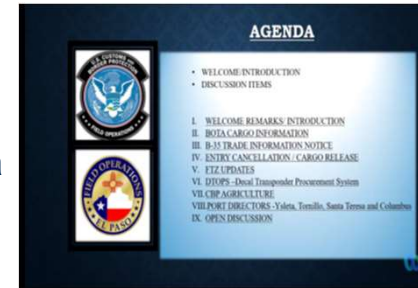 AGENDA
U.S. CUSTOMS AND BORDER PROTECTION
FIELD OPERATIONS
FIELD OPERATIONS
EL PASO
• WELCOME/INTRODUCTION
• DISCUSSION ITEMS
I. WELCOME REMARKS/ INTRODUCTION
II. BOTA CARGO INFORMATION
III. B-35 TRADE INFORMATION NOTICE
IV. ENTRY CANCELLATION / CARGO RELEASE
V. FTZ UPDATES
VI. DTOPS –Decal Transponder Procurement System
VII. CBP AGRICULTURE
VIII. PORT DIRECTORS -Ysleta, Tornillo, Santa Teresa and Columbus
IX. OPEN DISCUSSION